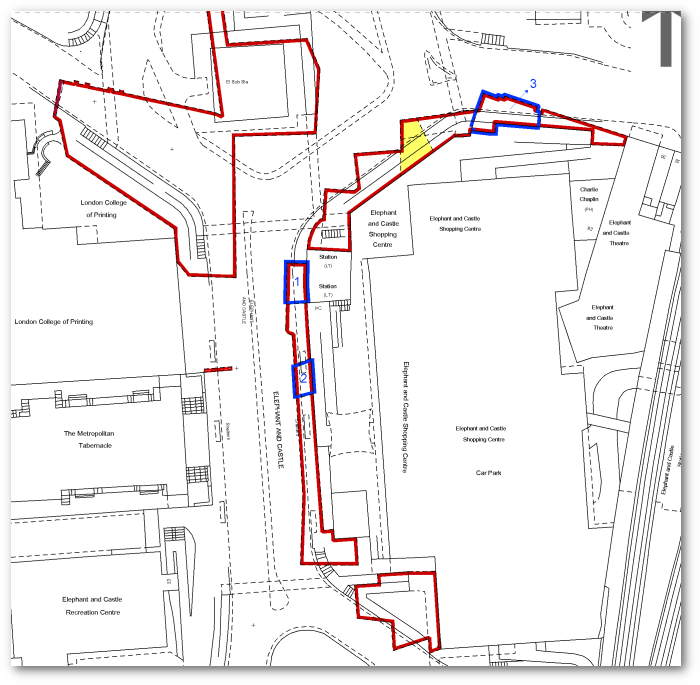 3
El Sub Sta
London College
of Printing
Elephant
and Castle
Shopping
Centre
Elephant and Castle
Shopping Centre
Charlie
Chaplin
(PH)
Elephant
and Castle
Theatre
Station
(LT)
Station
(LT)
1
PC
Elephant
and Castle
Theatre
London College of Printing
2
ELEPHANT AND CASTLE
Elephant and Castle Shopping Centre
The Metropolitan
Tabernacle
Elephant and Castle
Shopping Centre
Car Park
Elephant and Castle
Elephant and Castle
Recreation Centre